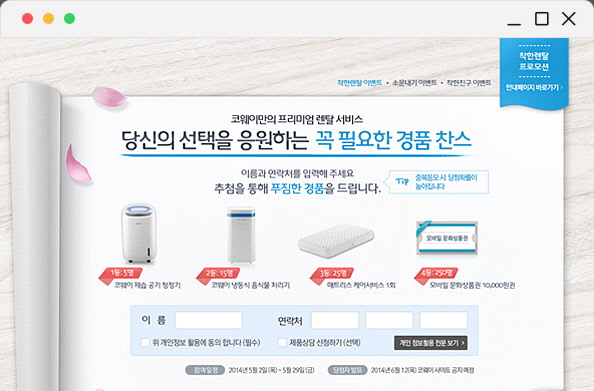 착한렌탈
프로모션
안내페이지 바로가기 >
착한렌탈 이벤트 • 소문내기 이벤트 • 착한친구 이벤트
코웨이만의 프리미엄 렌탈 서비스
당신의 선택을 응원하는 꼭 필요한 경품 찬스
이름과 연락처를 입력해 주세요
추첨을 통해 푸짐한 경품을 드립니다.
Tip 중복응모 시 당첨확률이
높아집니다
모바일 문화상품권
1등: 5명
2등: 15명
3등: 25명
4등: 250명
코웨이 제습 공기 청정기
코웨이 냉동식 음식물 처리기
매트리스 케어서비스 1회
모바일 문화상품권 10,000원권
이 름
연락처
위 개인정보 활용에 동의 합니다 (필수)
제품상담 신청하기 (선택)
개인 정보활용 전문 보기 >
참여 일정 2014년 5월 2일(목) ~ 5월 29일 (금)
당첨자 발표 2014년 6월 12(목) 코웨이 사이트 공지 예정